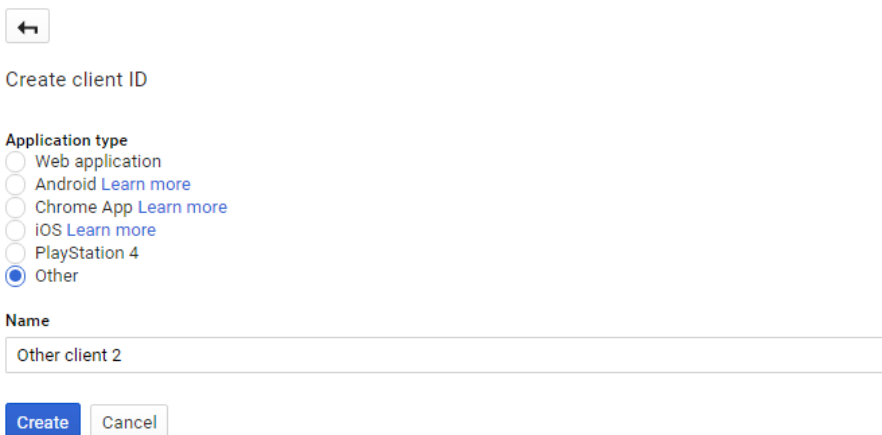 Create client ID
Application type
Web application
Android Learn more
Chrome App Learn more
iOS Learn more
PlayStation 4
Other
Name
Other client 2
Create Cancel